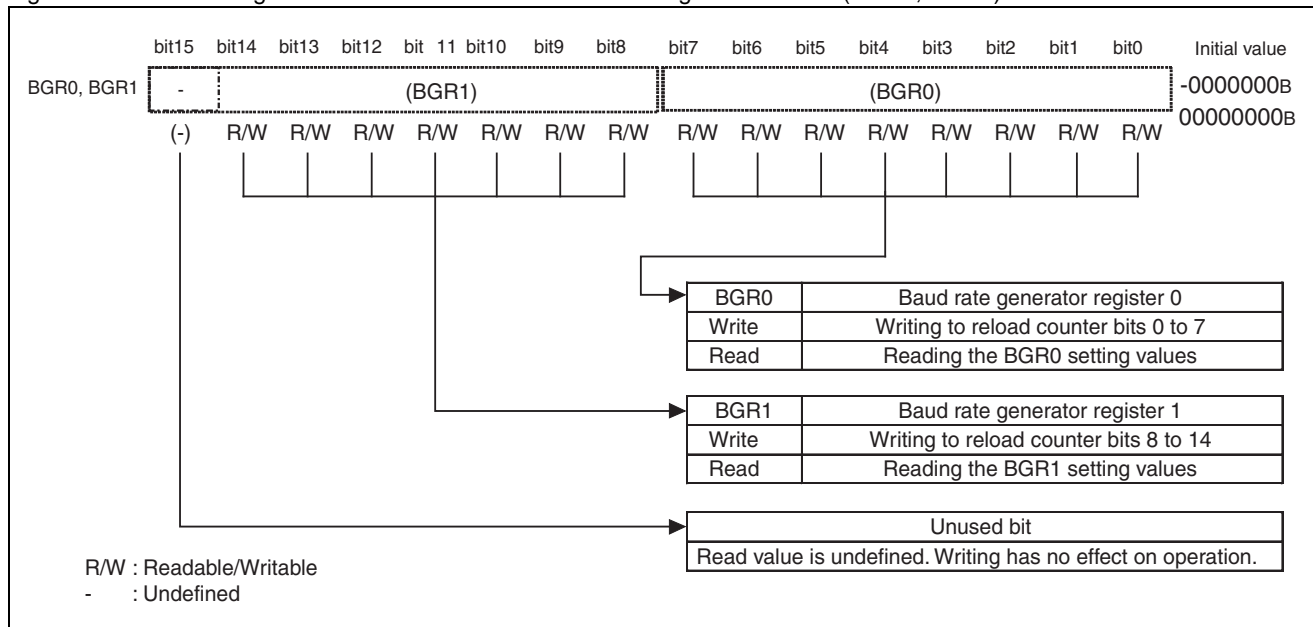 bit15 bit14 bit13 bit12 bit 11 bit10 bit9 bit8 bit7 bit6 bit5 bit4 bit3 bit2 bit1 bit0 Initial value
BGR0, BGR1 - (BGR1) (BGR0) -0000000B
00000000B
(-) R/W R/W R/W R/W R/W R/W R/W R/W R/W R/W R/W R/W R/W R/W R/W
BGR0 Baud rate generator register 0
Write Writing to reload counter bits 0 to 7
Read Reading the BGR0 setting values
BGR1 Baud rate generator register 1
Write Writing to reload counter bits 8 to 14
Read Reading the BGR1 setting values
Unused bit
Read value is undefined. Writing has no effect on operation.
R/W : Readable/Writable
- : Undefined